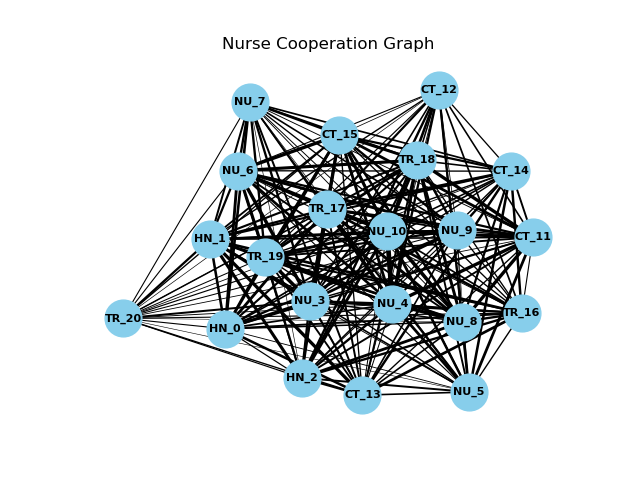 Nurse Cooperation Graph
CT_12
NU_7
CT_15
TR_18
NU_6
CT_14
TR_17
NU_10
NU_9
CT_11
HN_1
TR_19
NU_3
NU_4
TR_16
TR_20
NU_8
HN_0
HN_2
NU_5
CT_13